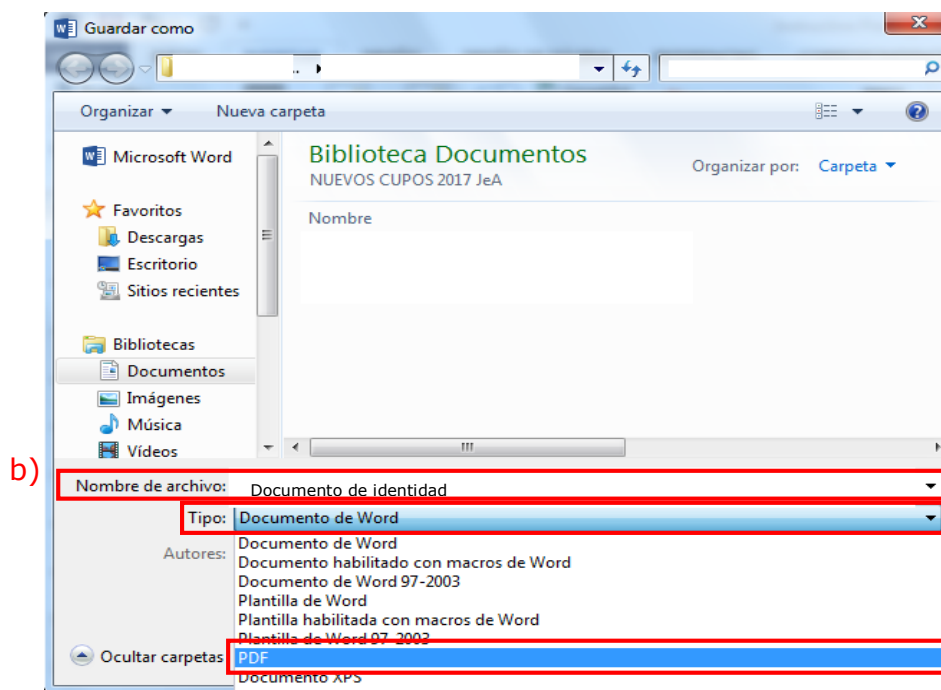 Guardar como
..
Organizar
Nueva carpeta
Microsoft Word
Favoritos
Descargas
Escritorio
Sitios recientes
Bibliotecas
Documentos
Imágenes
Música
Vídeos
Biblioteca Documentos
NUEVOS CUPOS 2017 JeA
Organizar por: Carpeta
Nombre
b)
Nombre de archivo: Documento de identidad
Tipo: Documento de Word
Autores:
Documento de Word
Documento habilitado con macros de Word
Documento de Word 97-2003
Plantilla de Word
Plantilla habilitada con macros de Word
Plantilla de Word 97-2003
PDF
Documento XPS
Ocultar carpetas